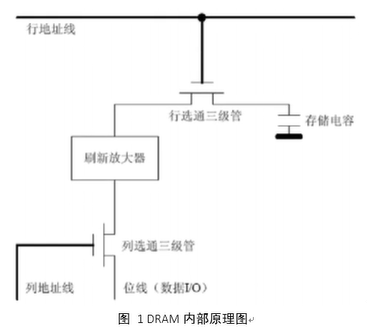 行地址线
行选通三级管
存储电容
刷新放大器
列选通三级管
列地址线
位线（数据I/O）
图 1 DRAM 内部原理图